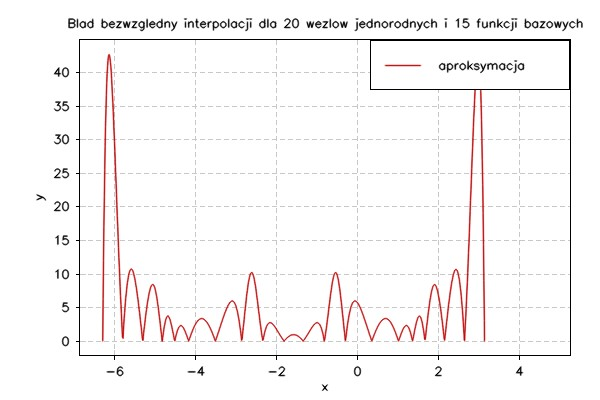 Blad bezwzgledny interpolacji dla 20 wezlow jednorodnych i 15 funkcji bazowych
aproksymacja
40
35
30
25
20
15
10
5
0
y
−6 −4 −2 0 2 4
x